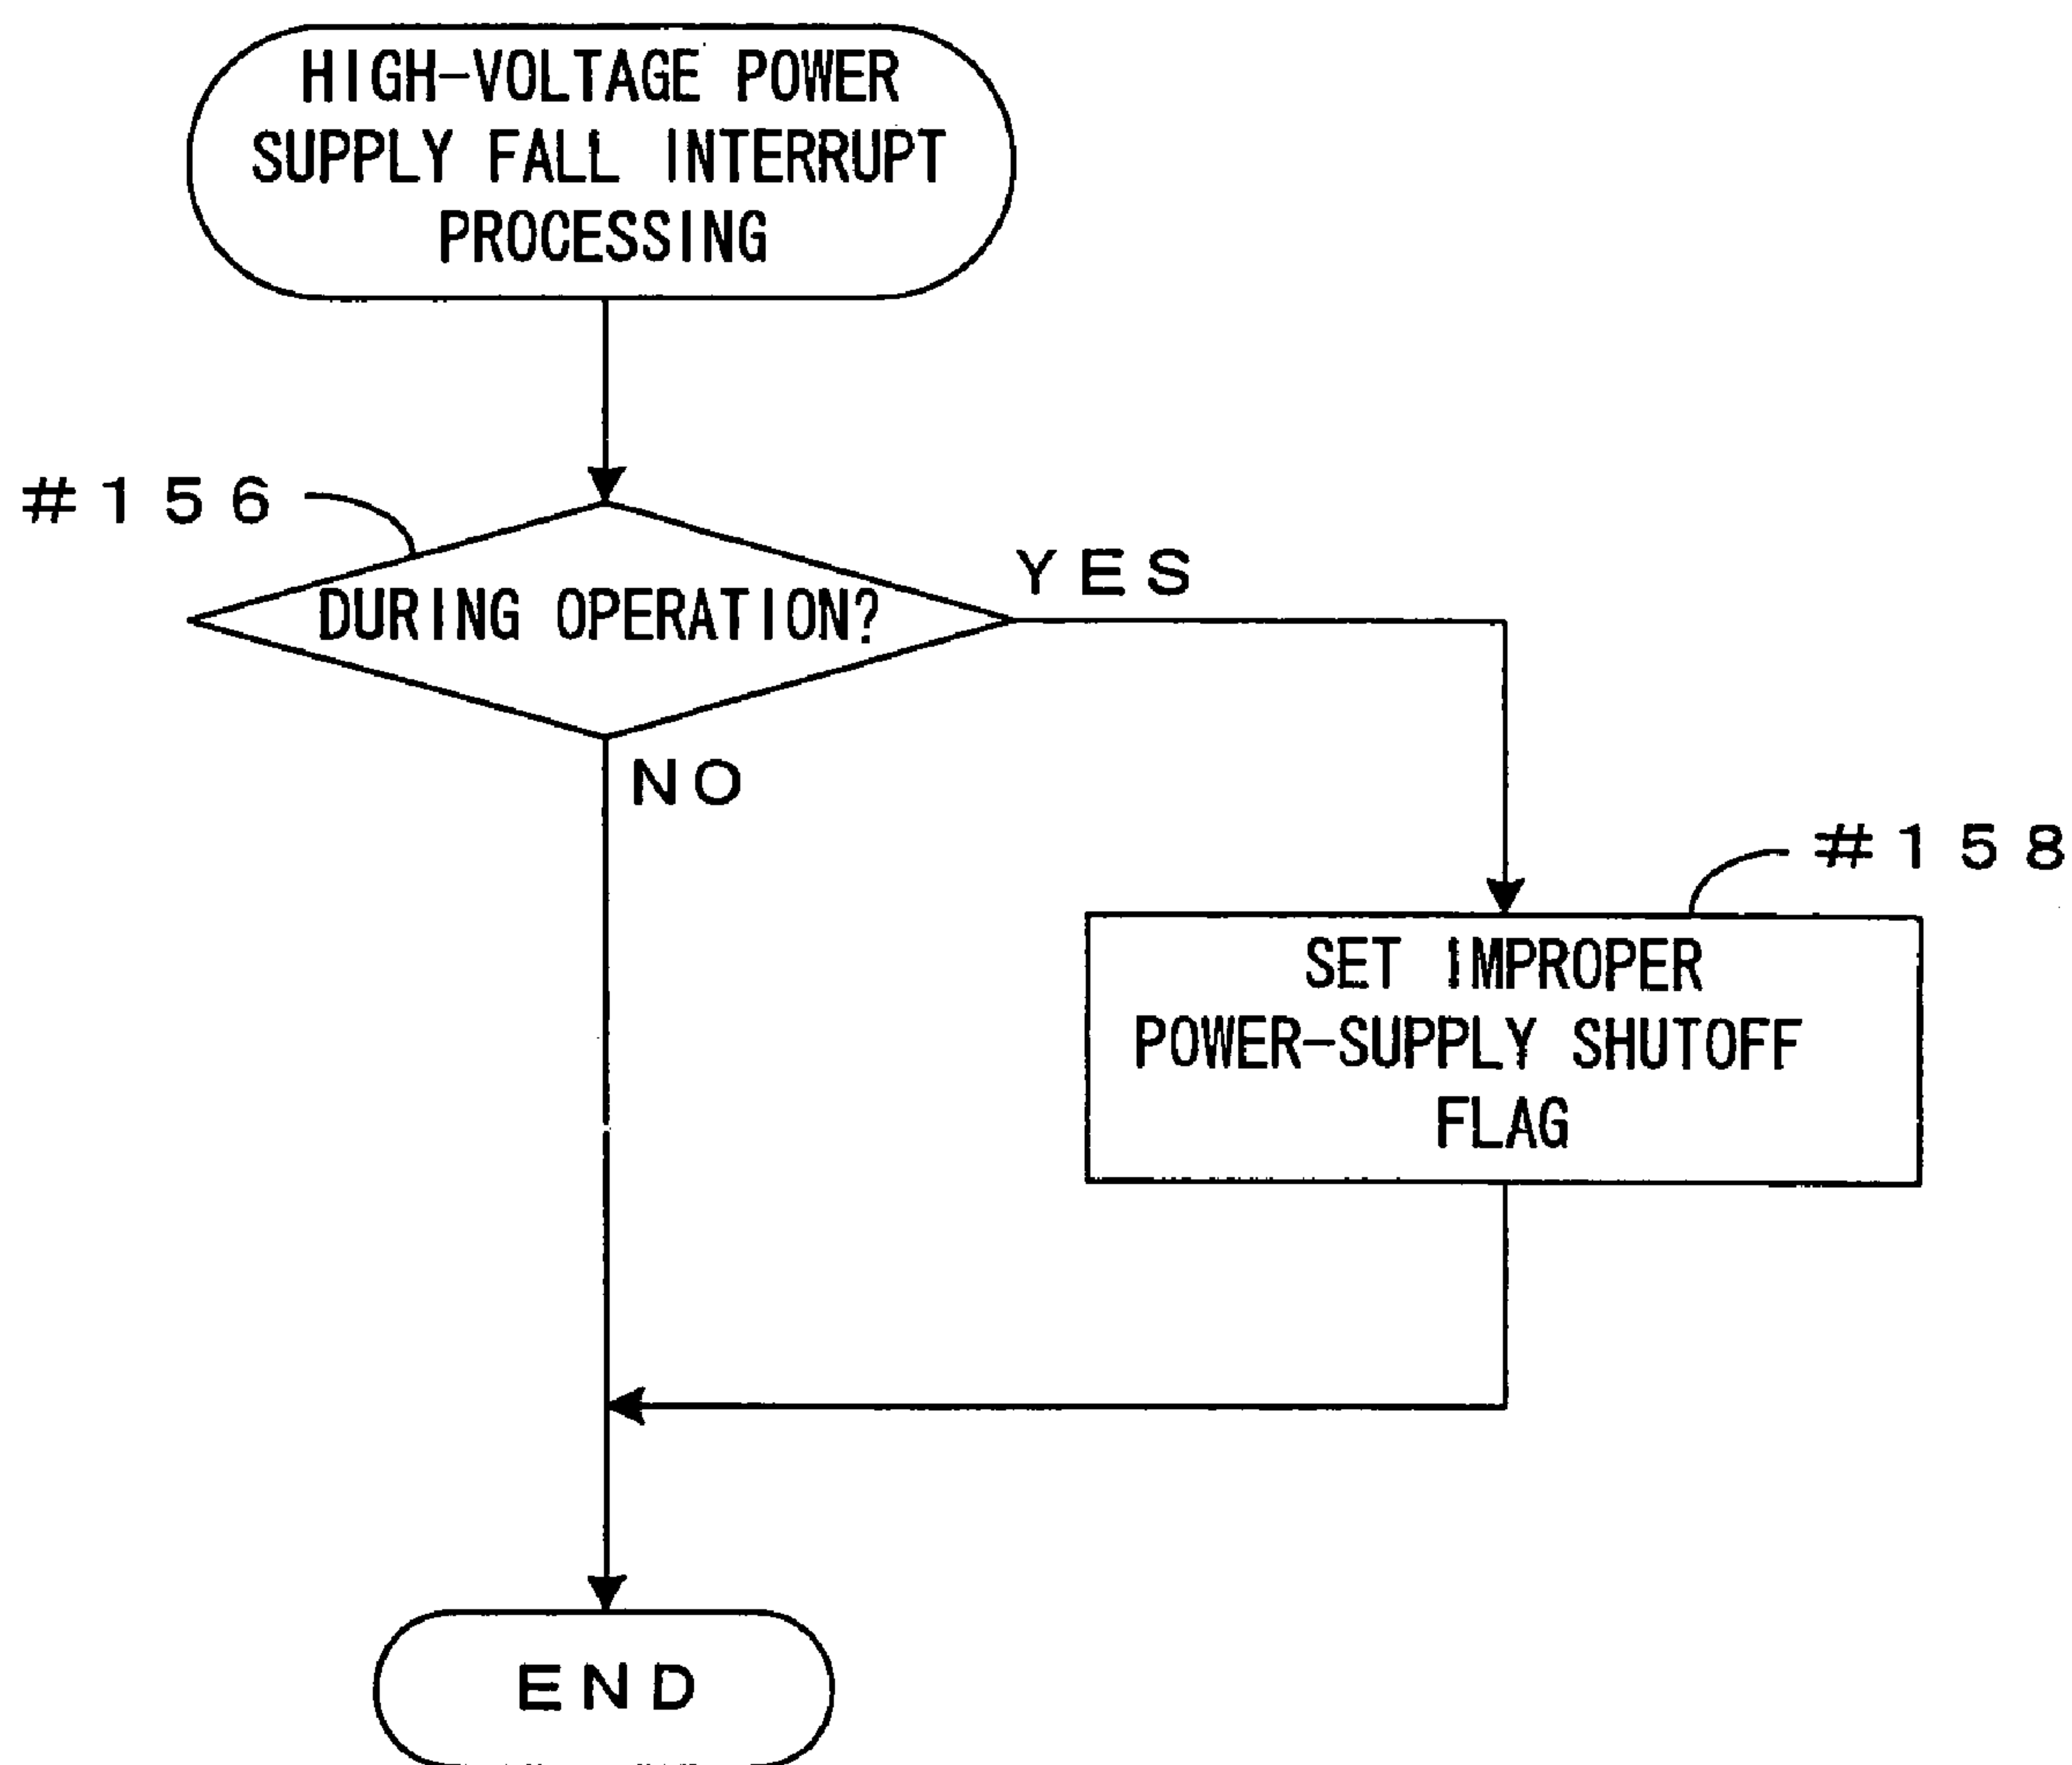 HIGH-VOLTAGE POWER
SUPPLY FALL INTERRUPT
PROCESSING
#156
DURING OPERATION?
YES
NO
#158
SET IMPROPER
POWER-SUPPLY SHUTOFF
FLAG
END